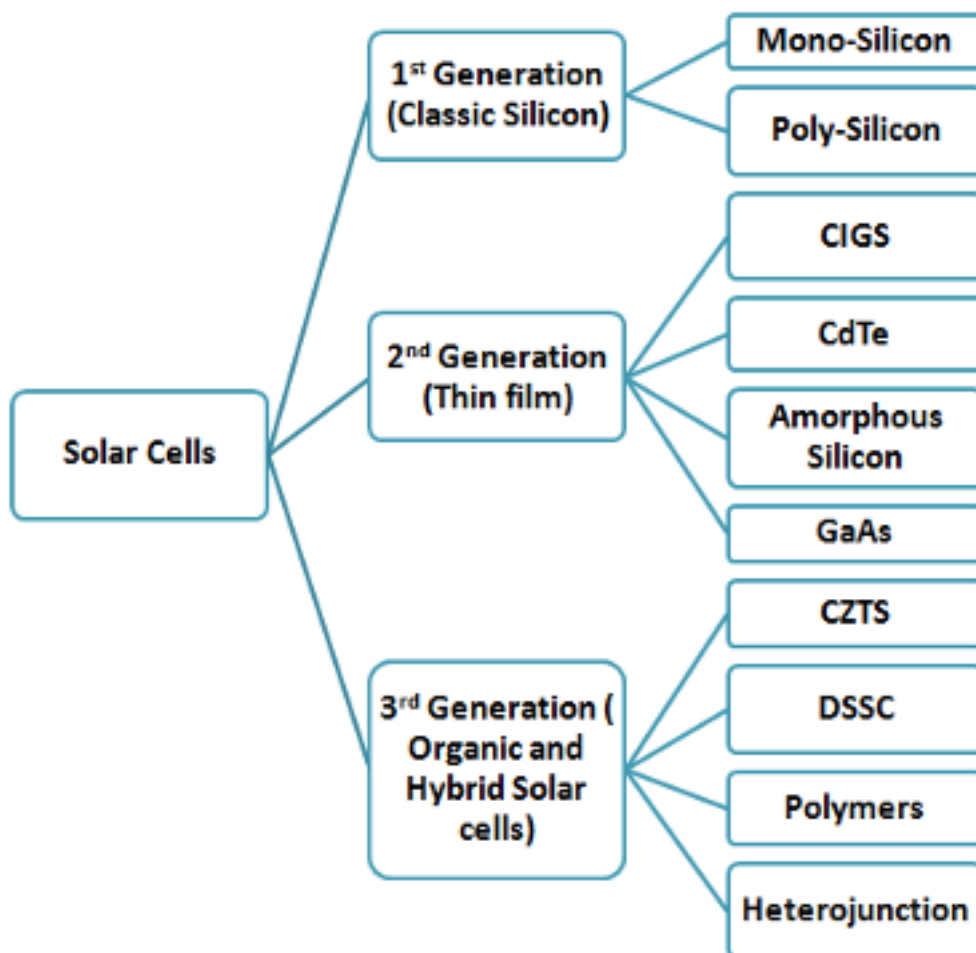 Solar Cells
1st Generation
(Classic Silicon)
Mono-Silicon
Poly-Silicon
2nd Generation
(Thin film)
CIGS
CdTe
Amorphous
Silicon
GaAs
3rd Generation (
Organic and
Hybrid Solar
cells)
CZTS
DSSC
Polymers
Heterojunction